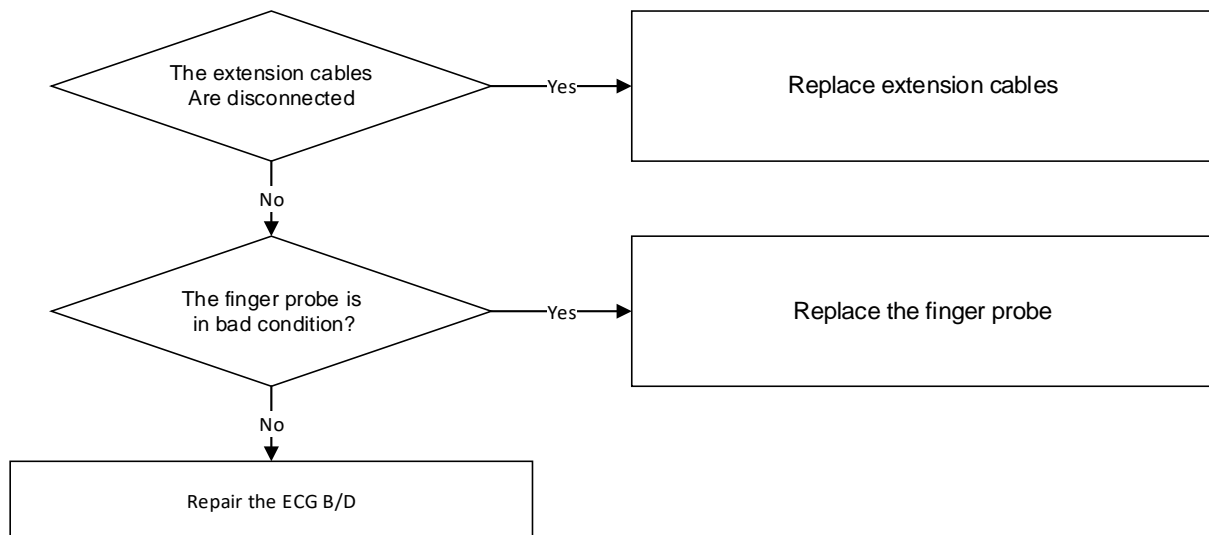 The extension cables
Are disconnected
Yes
Replace extension cables
No
The finger probe is
in bad condition?
Yes
Replace the finger probe
No
Repair the ECG B/D